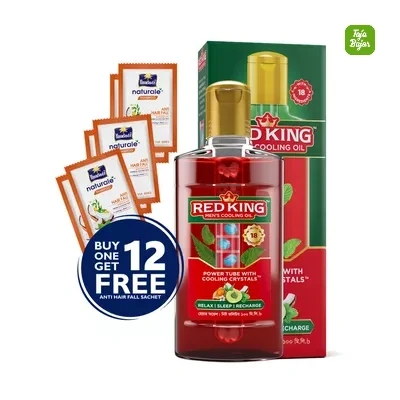 Taja
Bajar
Parachute
naturale
ANTI
HAIR FALL
Parachute
naturale
ANTI
HAIR FALL
Parachute
naturale
ANTI
HAIR FALL
BUY
ONE
GET
12
FREE
ANTI HAIR FALL SACHET
WITH
18
RED KING
COOLING OIL
RED KING
MEN'S COOLING OIL
18
POWER TUBE WITH
COOLING CRYSTALS™
RELAX | SLEEP | RECHARGE
WITH
CRYSTALS™
RECHARGE